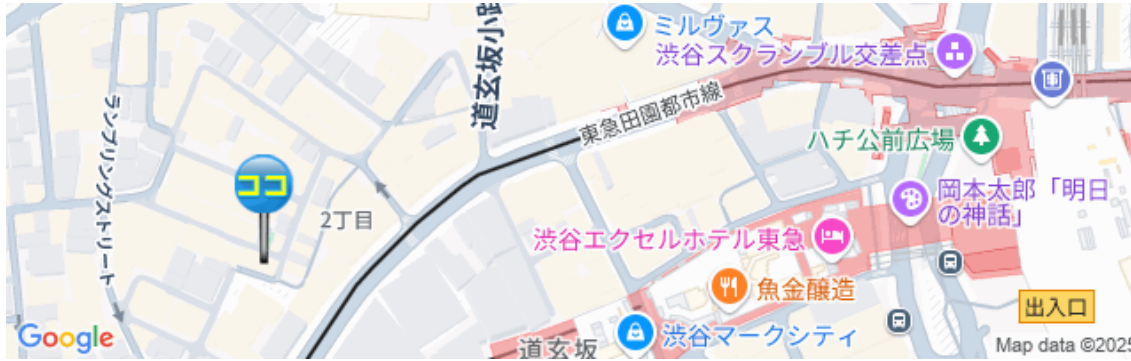 ミルヴァス
渋谷スクランブル交差点
道玄坂小路
東急田園都市線
ランブリングストリート
ハチ公前広場
ココ
岡本太郎「明日
の神話」
2丁目
渋谷エクセルホテル東急
魚金醸造
出入口
渋谷マークシティ
道玄坂
Google
Map data ©2025